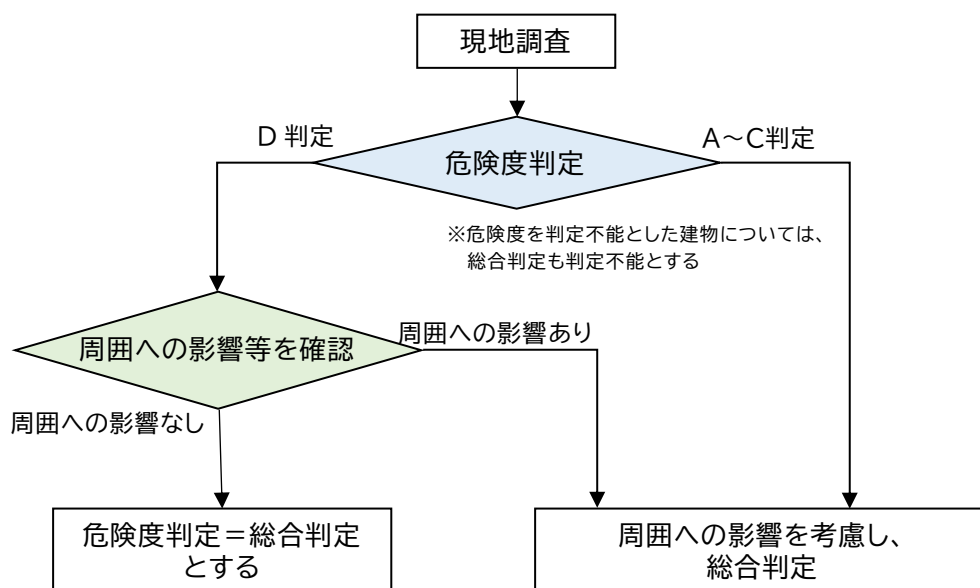 現地調査
D 判定
A～C判定
危険度判定
※危険度を判定不能とした建物については、
総合判定も判定不能とする
周囲への影響等を確認
周囲への影響あり
周囲への影響なし
危険度判定＝総合判定
とする
周囲への影響を考慮し、
総合判定